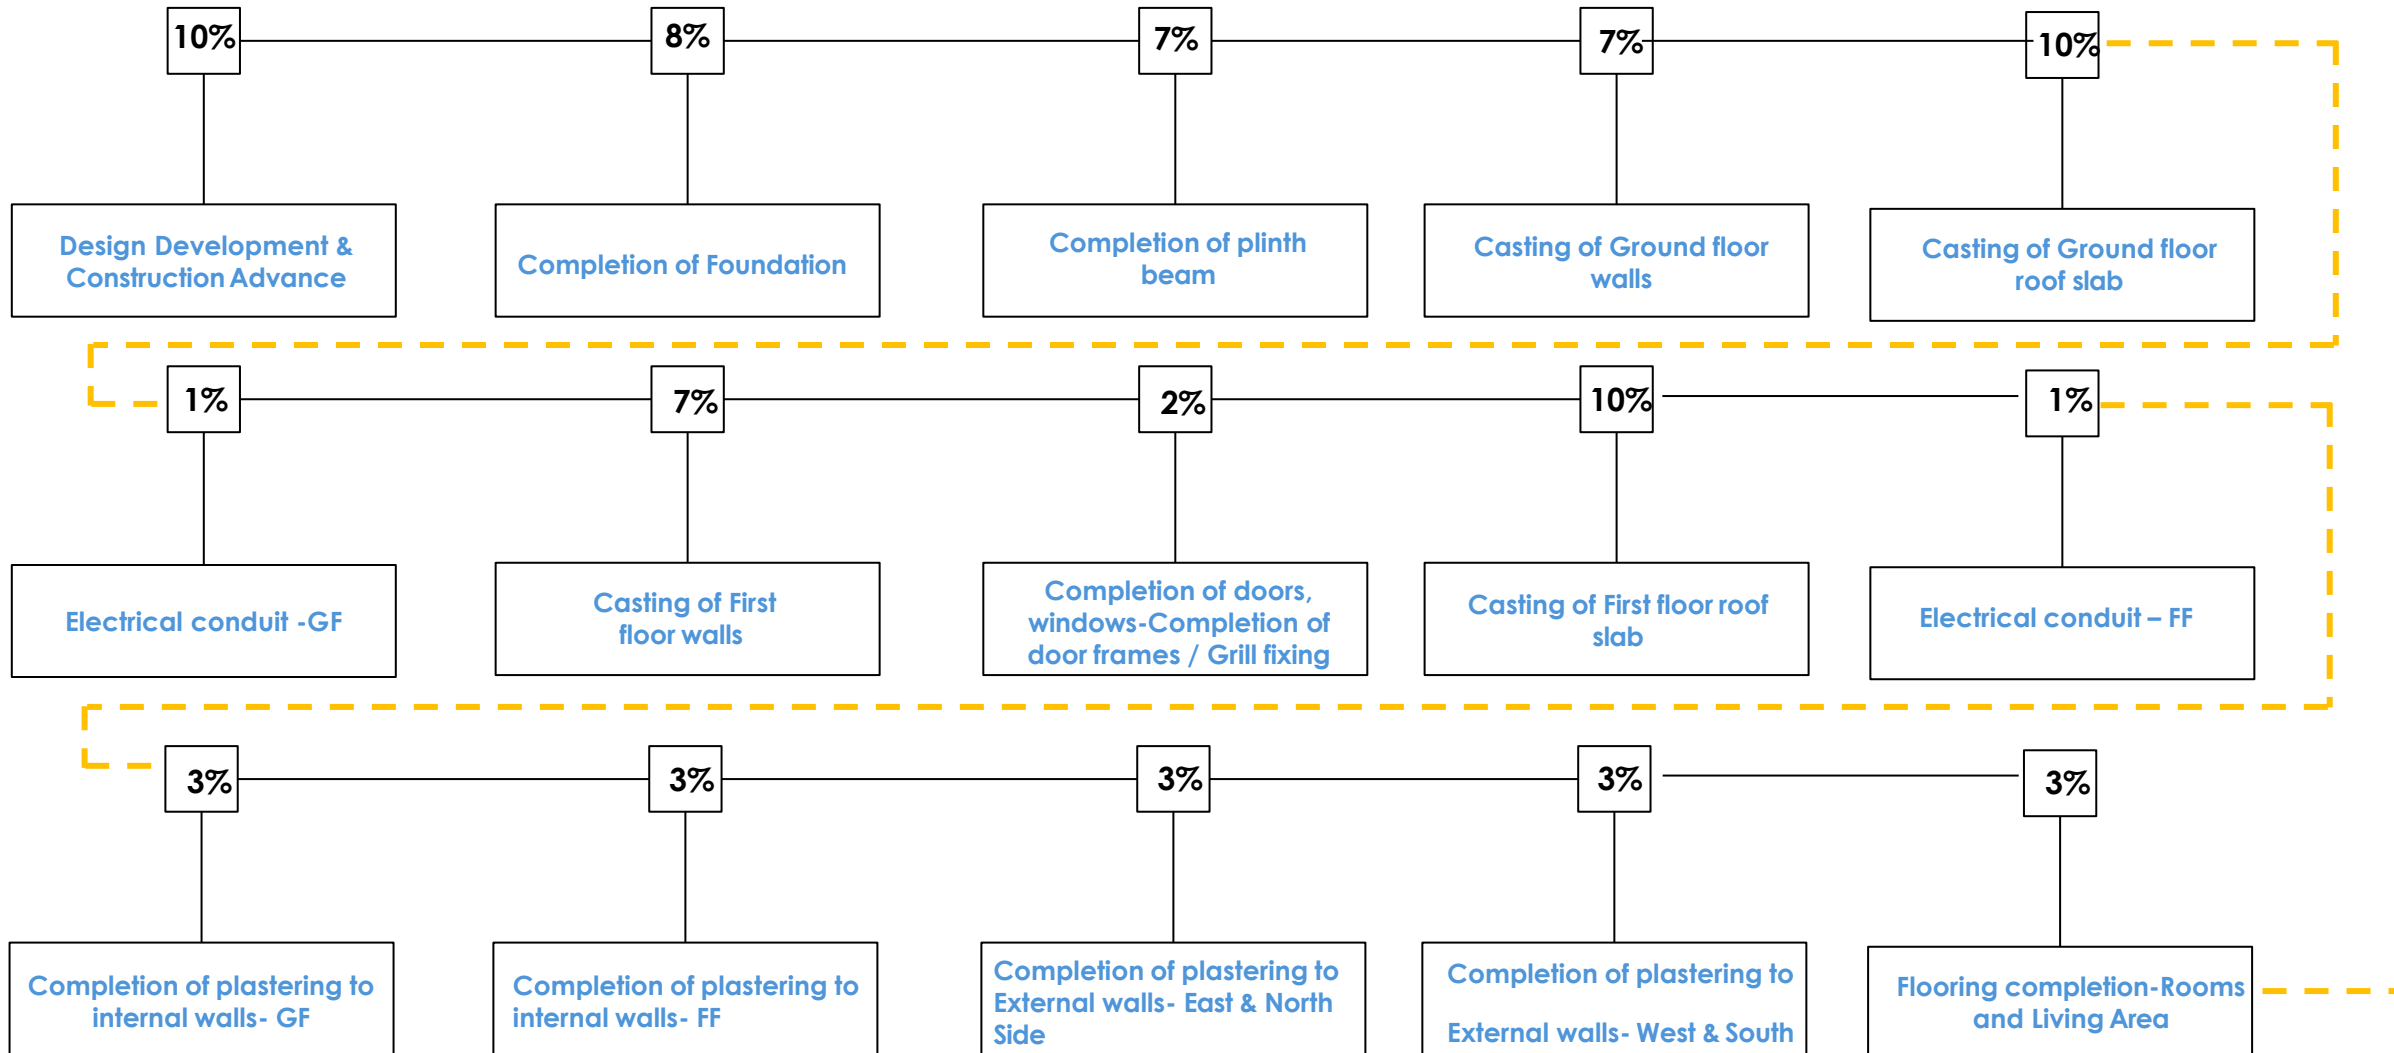 10%
8%
7%
7%
10%
Design Development &
Construction Advance
Completion of Foundation
Completion of plinth
beam
Casting of Ground floor
walls
Casting of Ground floor
roof slab
1%
7%
2%
10%
1%
Electrical conduit -GF
Casting of First
floor walls
Completion of doors,
windows-Completion of
door frames / Grill fixing
Casting of First floor roof
slab
Electrical conduit – FF
3%
3%
3%
3%
3%
Completion of plastering to
internal walls- GF
Completion of plastering to
internal walls- FF
Completion of plastering to
External walls- East & North
Side
Completion of plastering to
External walls- West & South
Flooring completion-Rooms
and Living Area